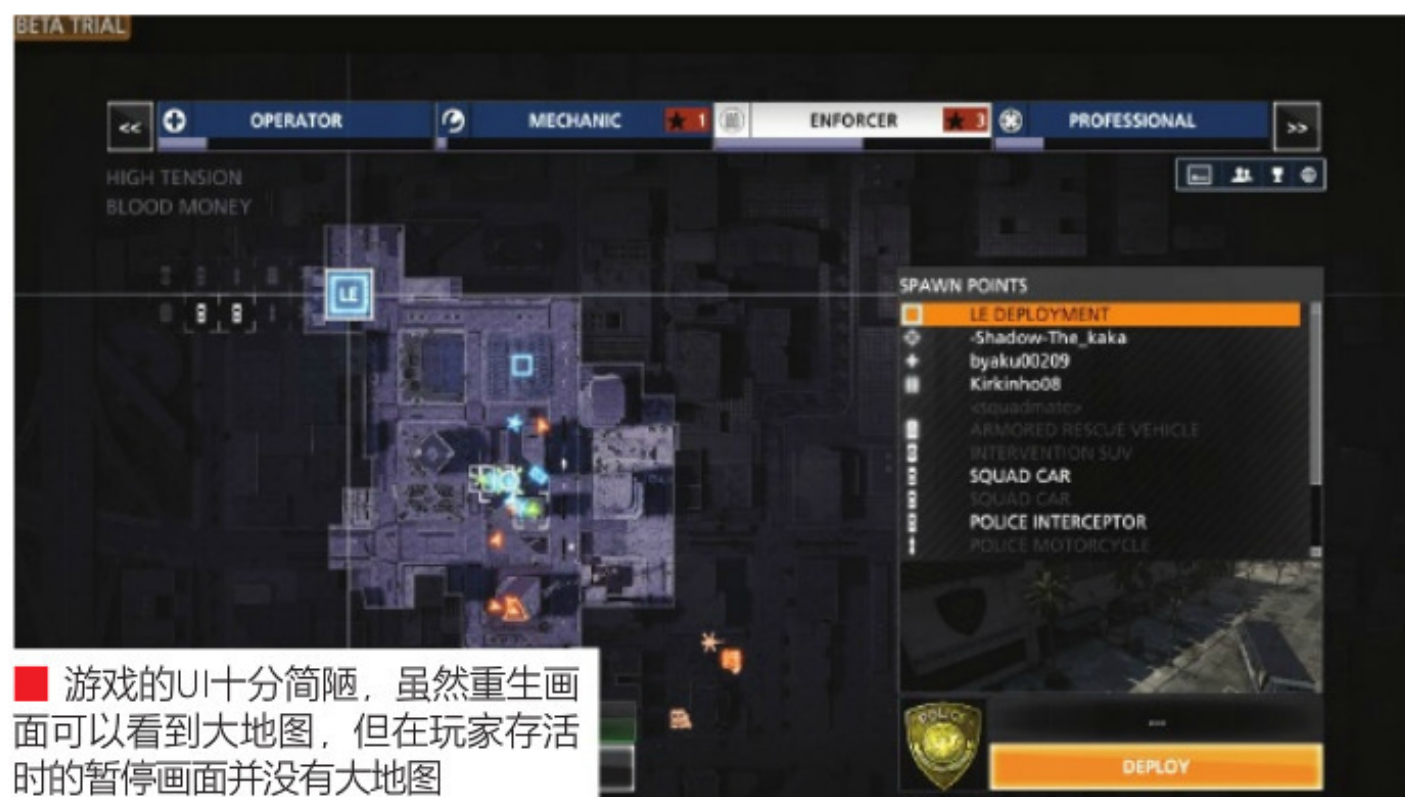 BETA TRIAL
<< OPERATOR MECHANIC 1 ENFORCER 3 PROFESSIONAL >>
HIGH TENSION
BLOOD MONEY
LE
SPAWN POINTS
LE DEPLOYMENT
-Shadow-The_kaka
byaku00209
Kirkinho08
<squadmate>
ARMORED RESCUE VEHICLE
INTERVENTION SUV
SQUAD CAR
SQUAD CAR
POLICE INTERCEPTOR
POLICE MOTORCYCLE
POLICE
---
DEPLOY
游戏的UI十分简陋，虽然重生画
面可以看到大地图，但在玩家存活
时的暂停画面并没有大地图